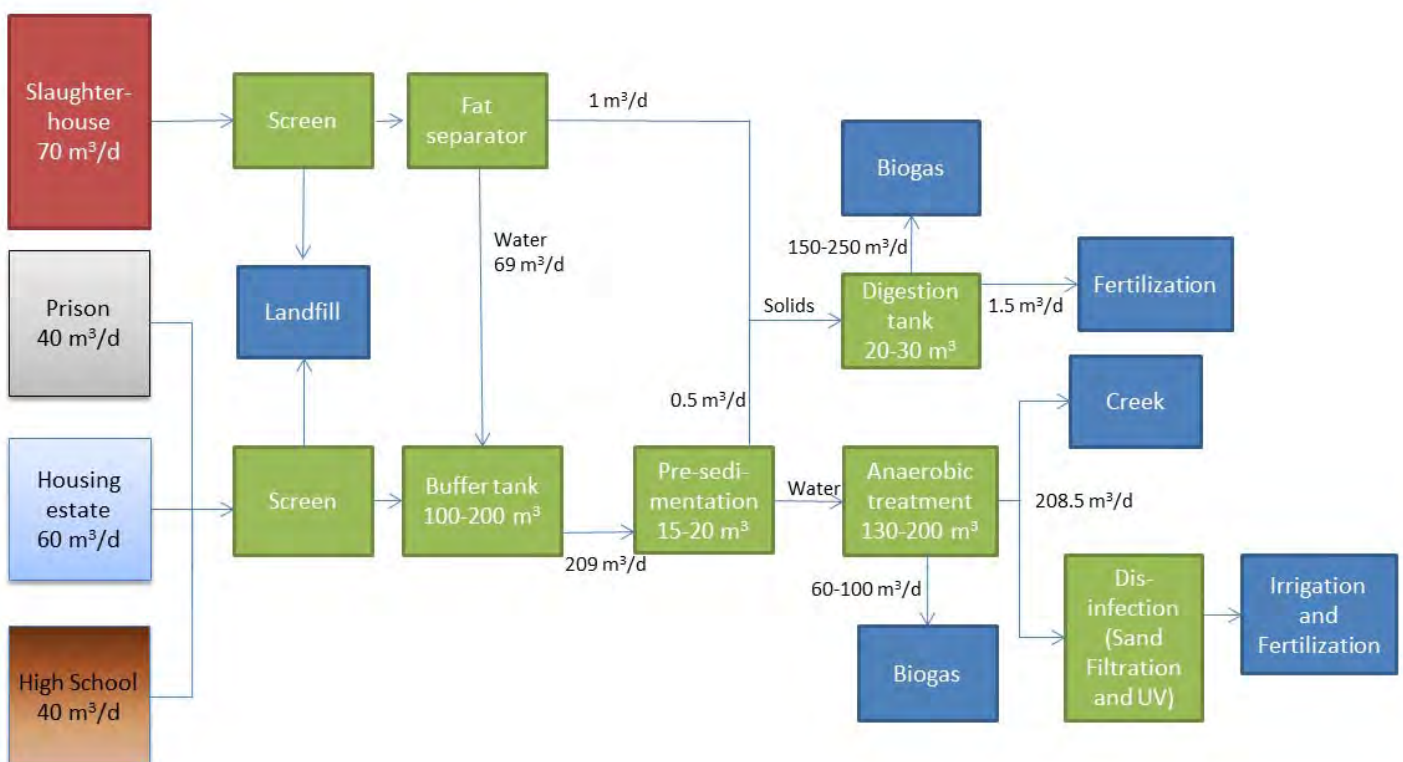 Slaughter-
house
70 m³/d
Screen
Fat
separator
1 m³/d
Biogas
Water
69 m³/d
150-250 m³/d
Prison
40 m³/d
Landfill
Solids
Digestion
tank
20-30 m³
1.5 m³/d
Fertilization
0.5 m³/d
Creek
Housing
estate
60 m³/d
Screen
Buffer tank
100-200 m³
209 m³/d
Pre-sedi-
mentation
15-20 m³
Water
Anaerobic
treatment
130-200 m³
208.5 m³/d
60-100 m³/d
Biogas
Dis-
infection
(Sand
Filtration
and UV)
Irrigation
and
Fertilization
High School
40 m³/d